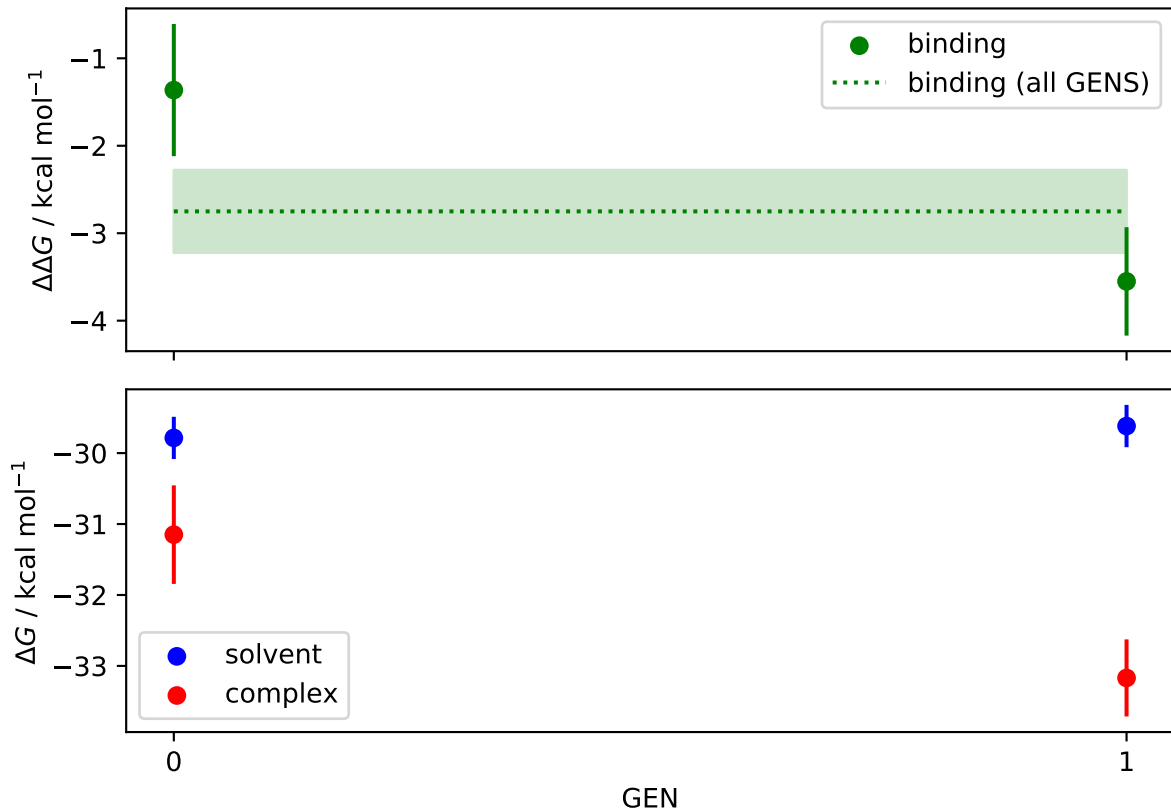 −1
−2
−3
−4
ΔΔG / kcal mol⁻¹
binding
binding (all GENS)
−30
−31
−32
−33
ΔG / kcal mol⁻¹
solvent
complex
0
1
GEN